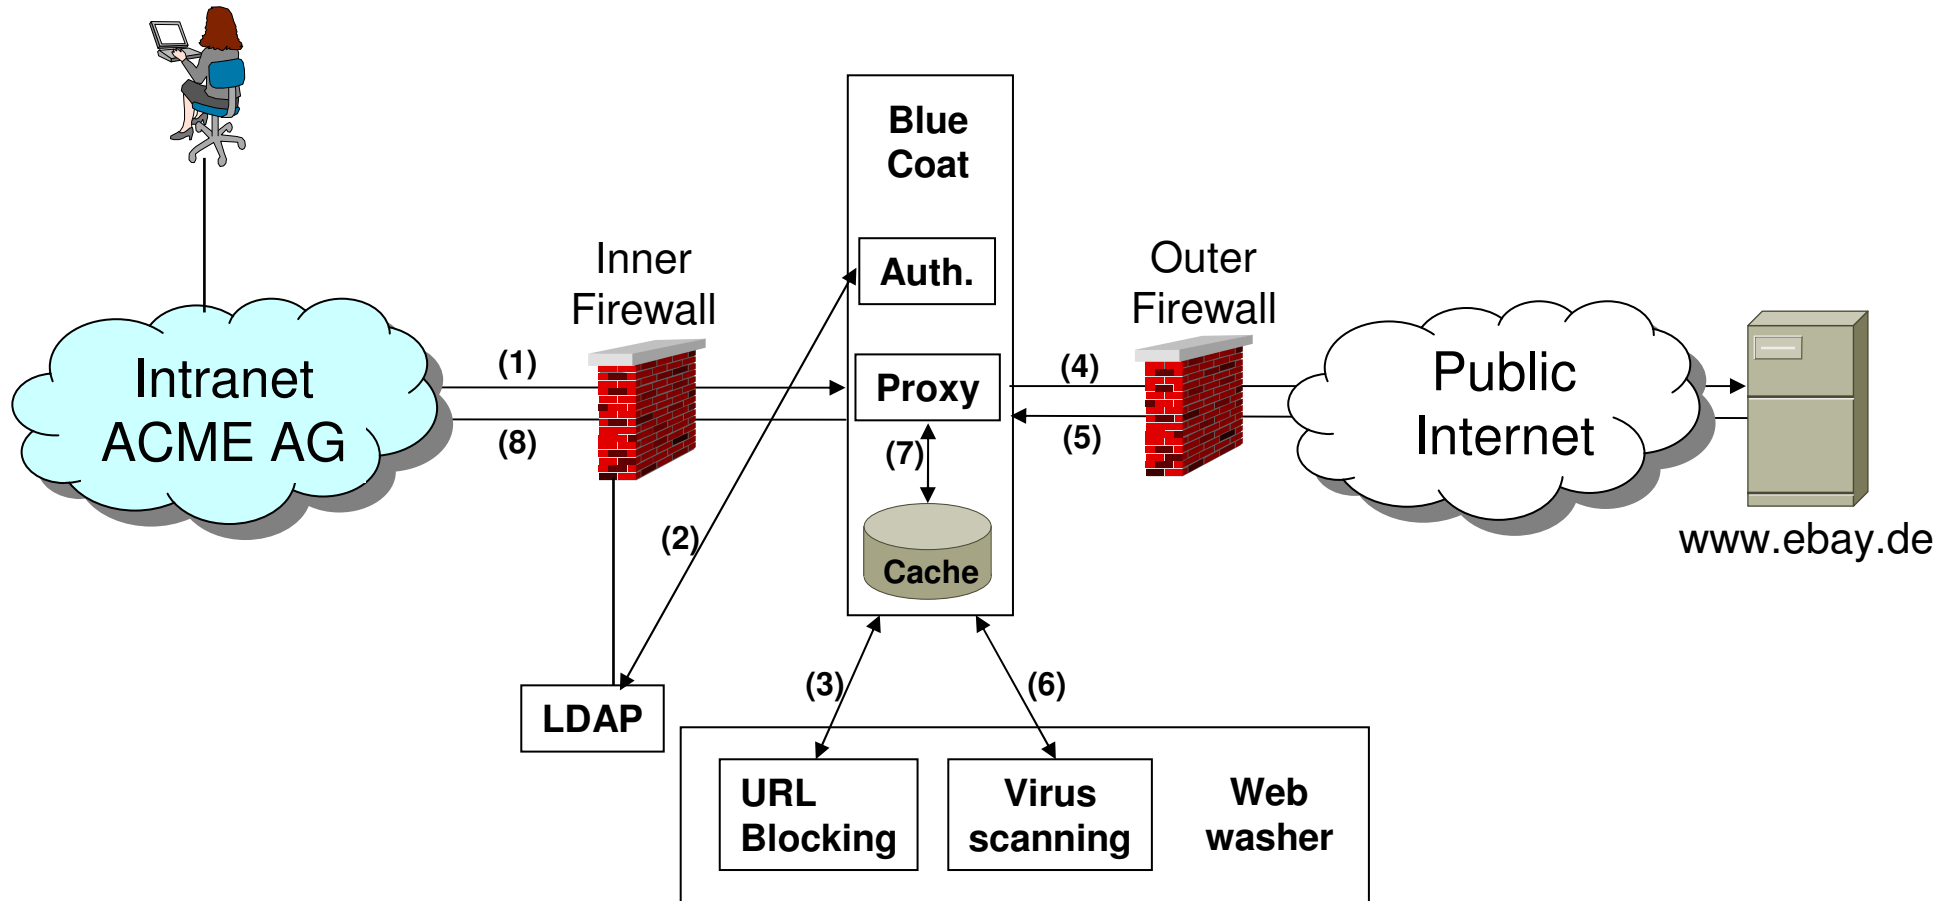 Blue
Coat
Inner
Firewall
Auth.
Outer
Firewall
Intranet
ACME AG
(1)
(8)
Proxy
(4)
(5)
Public
Internet
(7)
(2)
Cache
www.ebay.de
(3)
(6)
LDAP
URL
Blocking
Virus
scanning
Web
washer